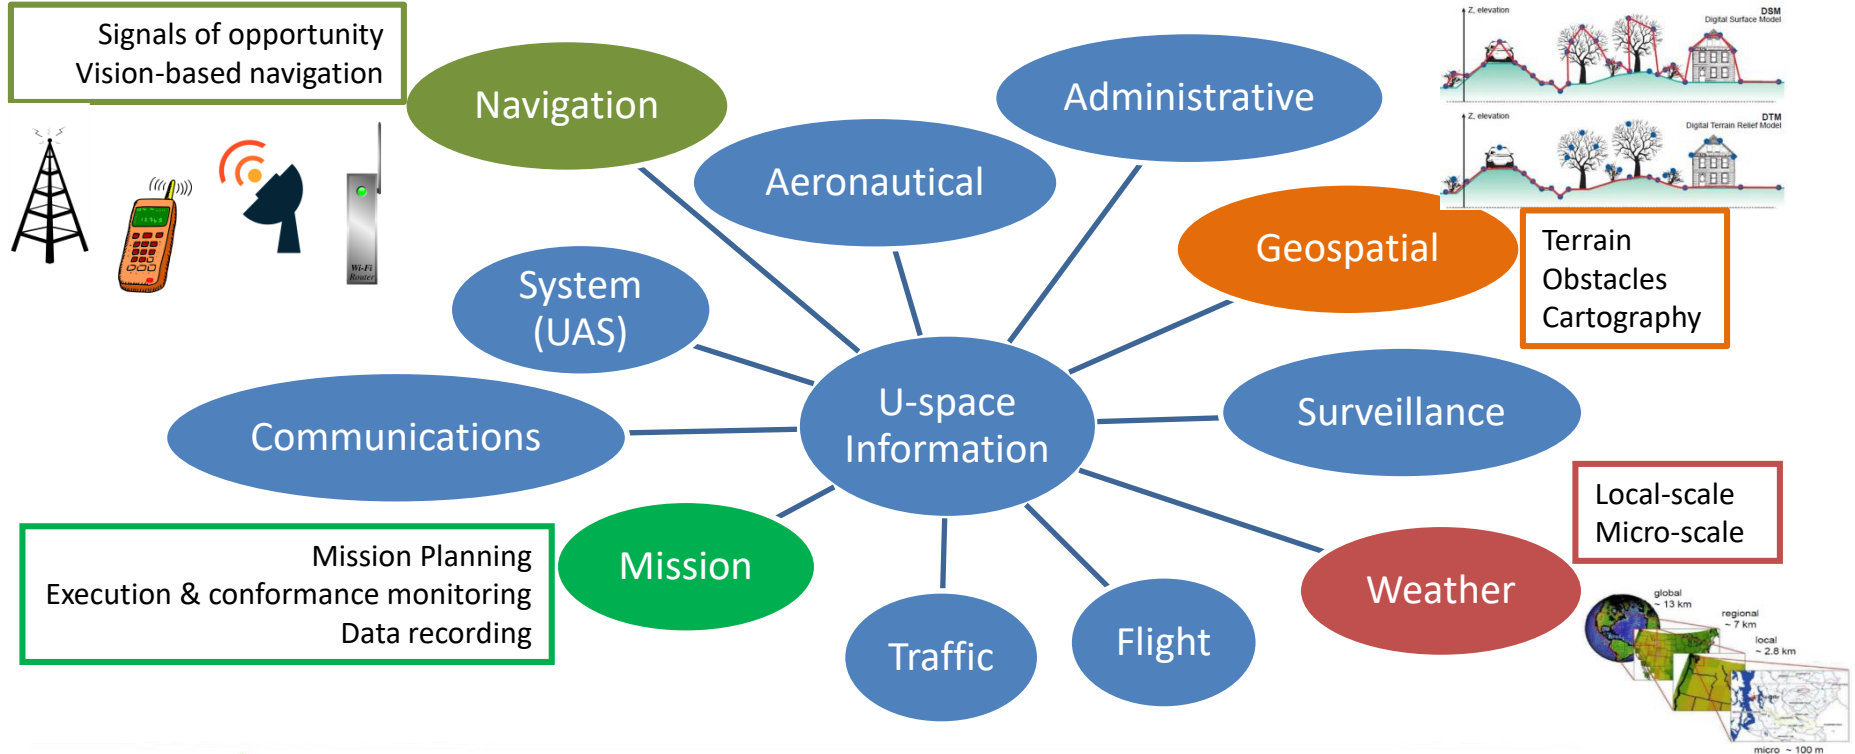 Signals of opportunity
Vision-based navigation
Navigation
Aeronautical
Administrative
Z, elevation
DSM
Digital Surface Model
Z, elevation
DTM
Digital Terrain Relief Model
Geospatial
Terrain
Obstacles
Cartography
Wi-Fi
Router
System
(UAS)
Communications
U-space
Information
Surveillance
Mission Planning
Execution & conformance monitoring
Data recording
Mission
Traffic
Flight
Weather
Local-scale
Micro-scale
global
~ 13 km
regional
~ 7 km
local
~ 2.8 km
micro ~ 100 m